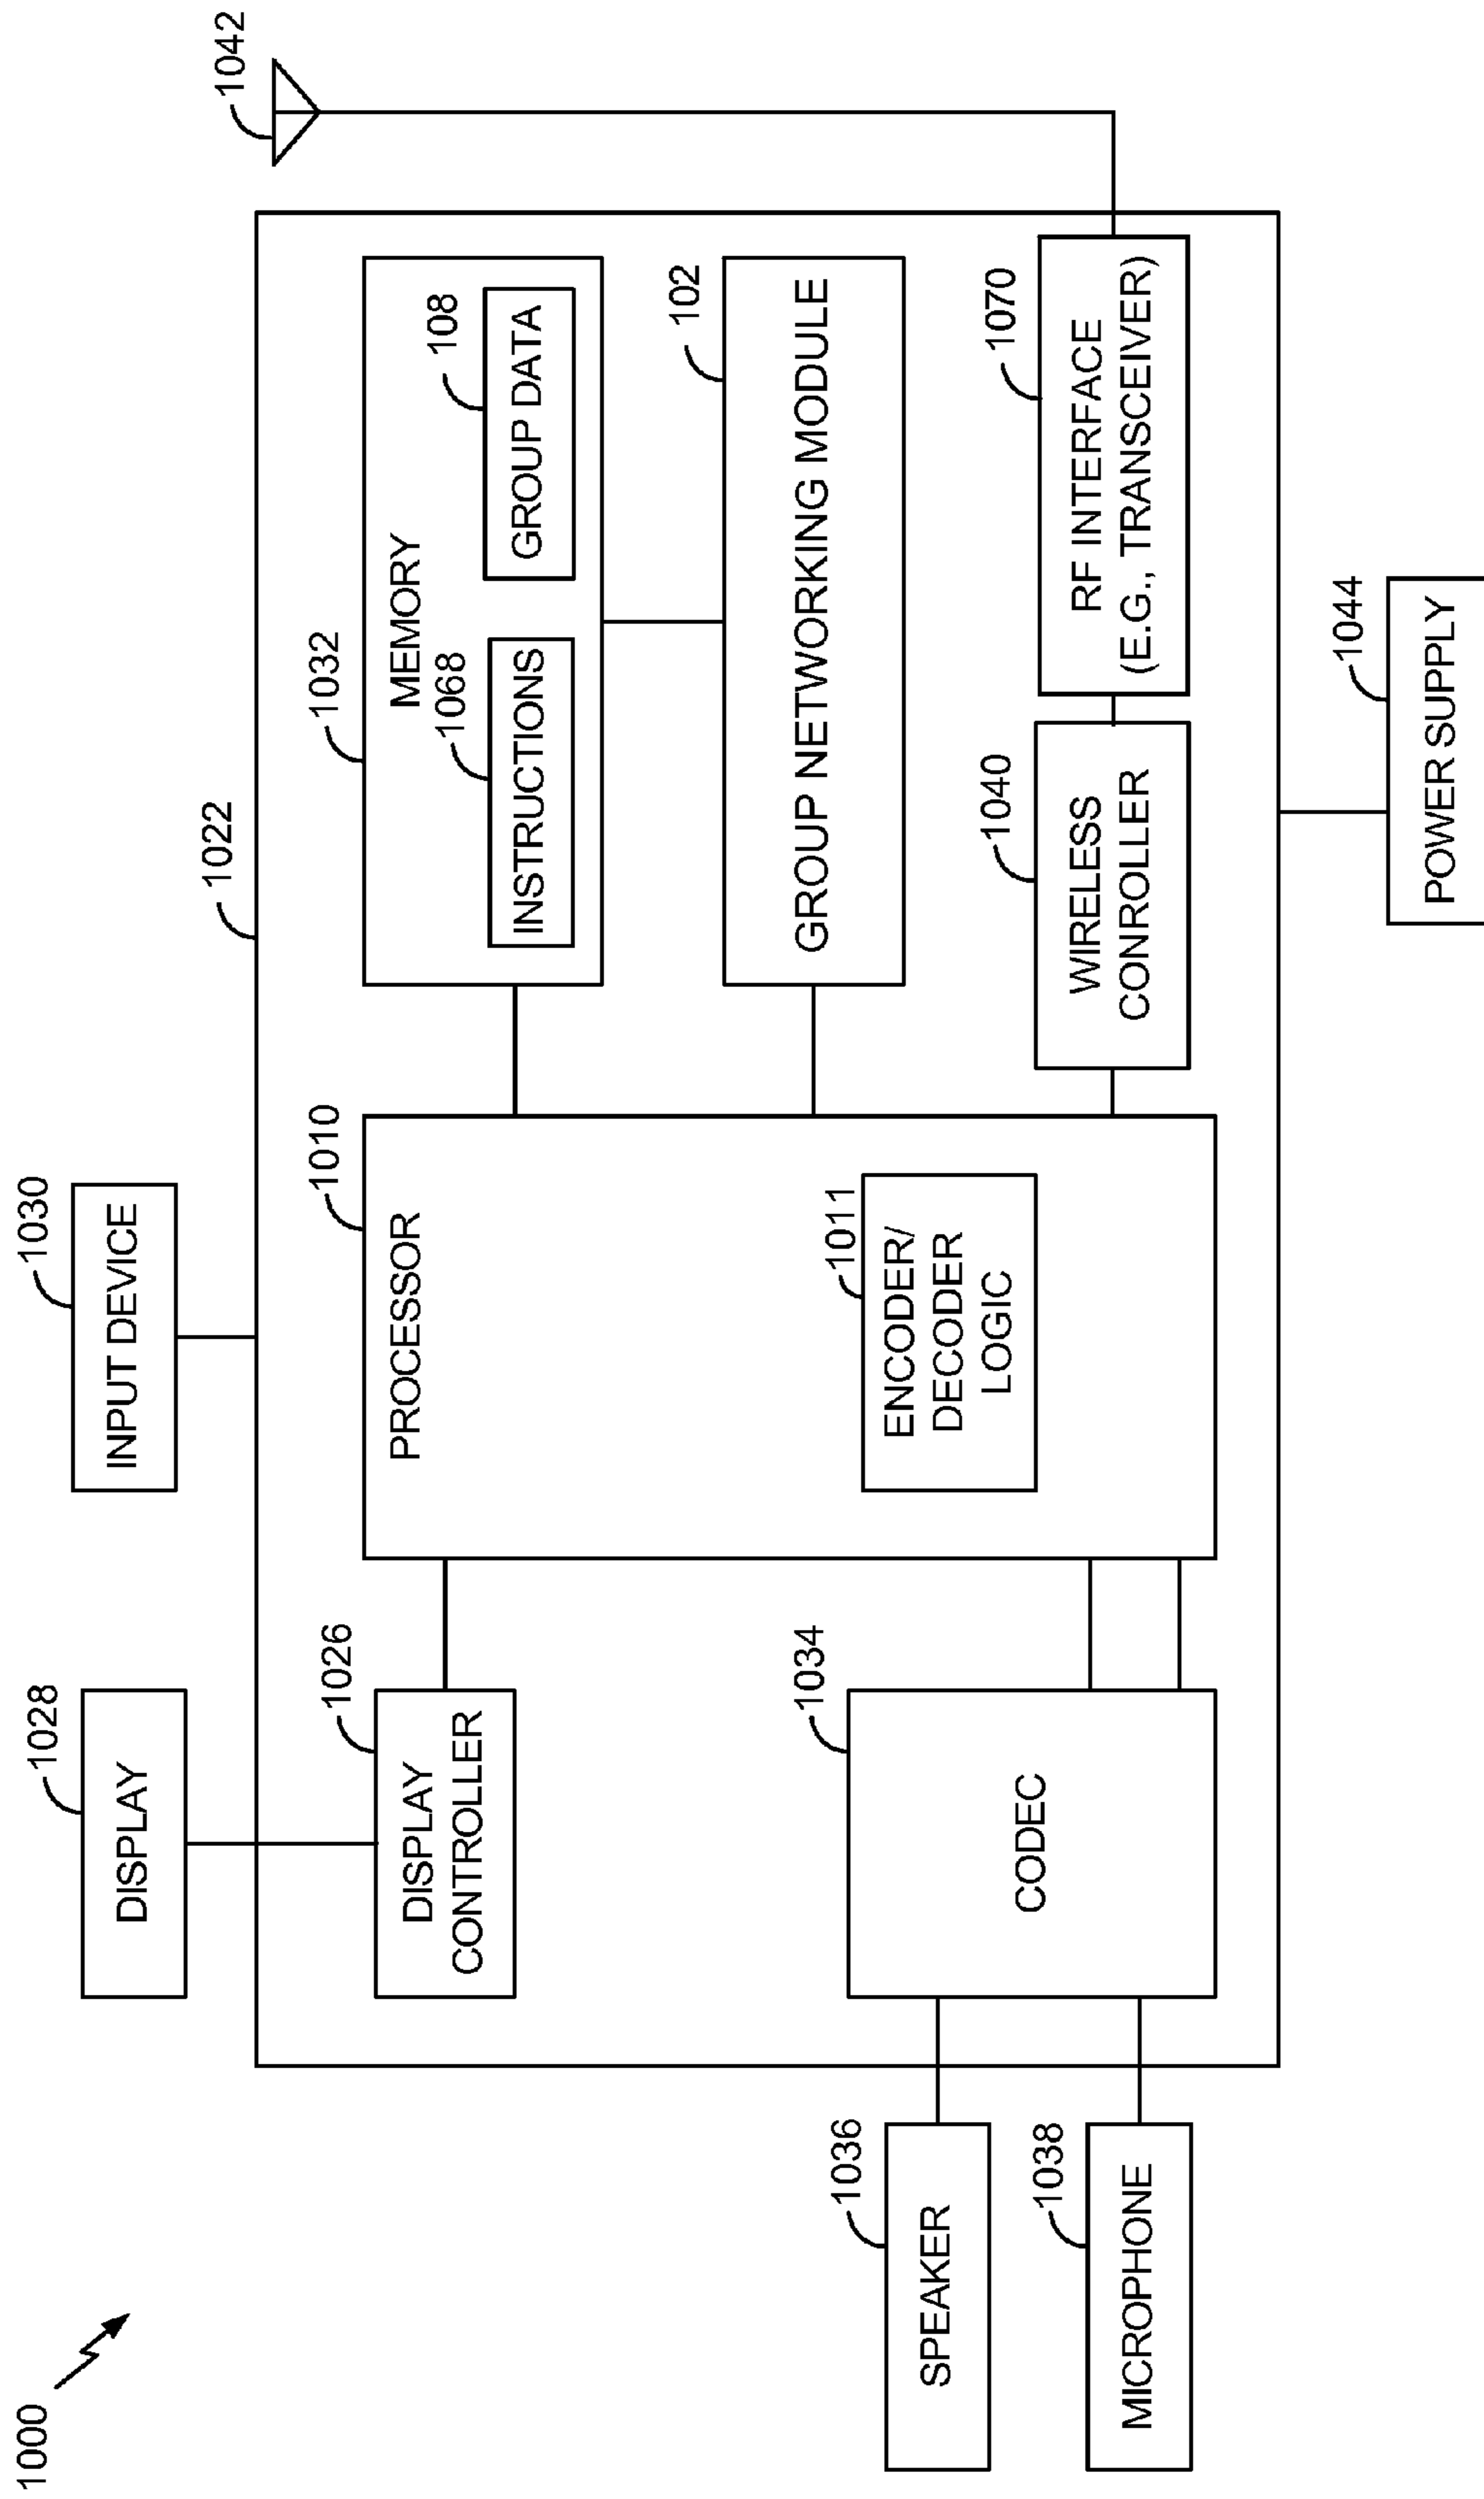 1000
1028
DISPLAY
1030
INPUT DEVICE
1022
1042
1026
DISPLAY
CONTROLLER
1010
PROCESSOR
1032
MEMORY
1068
INSTRUCTIONS
108
GROUP DATA
102
GROUP NETWORKING MODULE
1011
ENCODER/
DECODER
LOGIC
1034
CODEC
1036
SPEAKER
1038
MICROPHONE
1040
WIRELESS
CONROLLER
1070
RF INTERFACE
(E.G., TRANSCEIVER)
1044
POWER SUPPLY